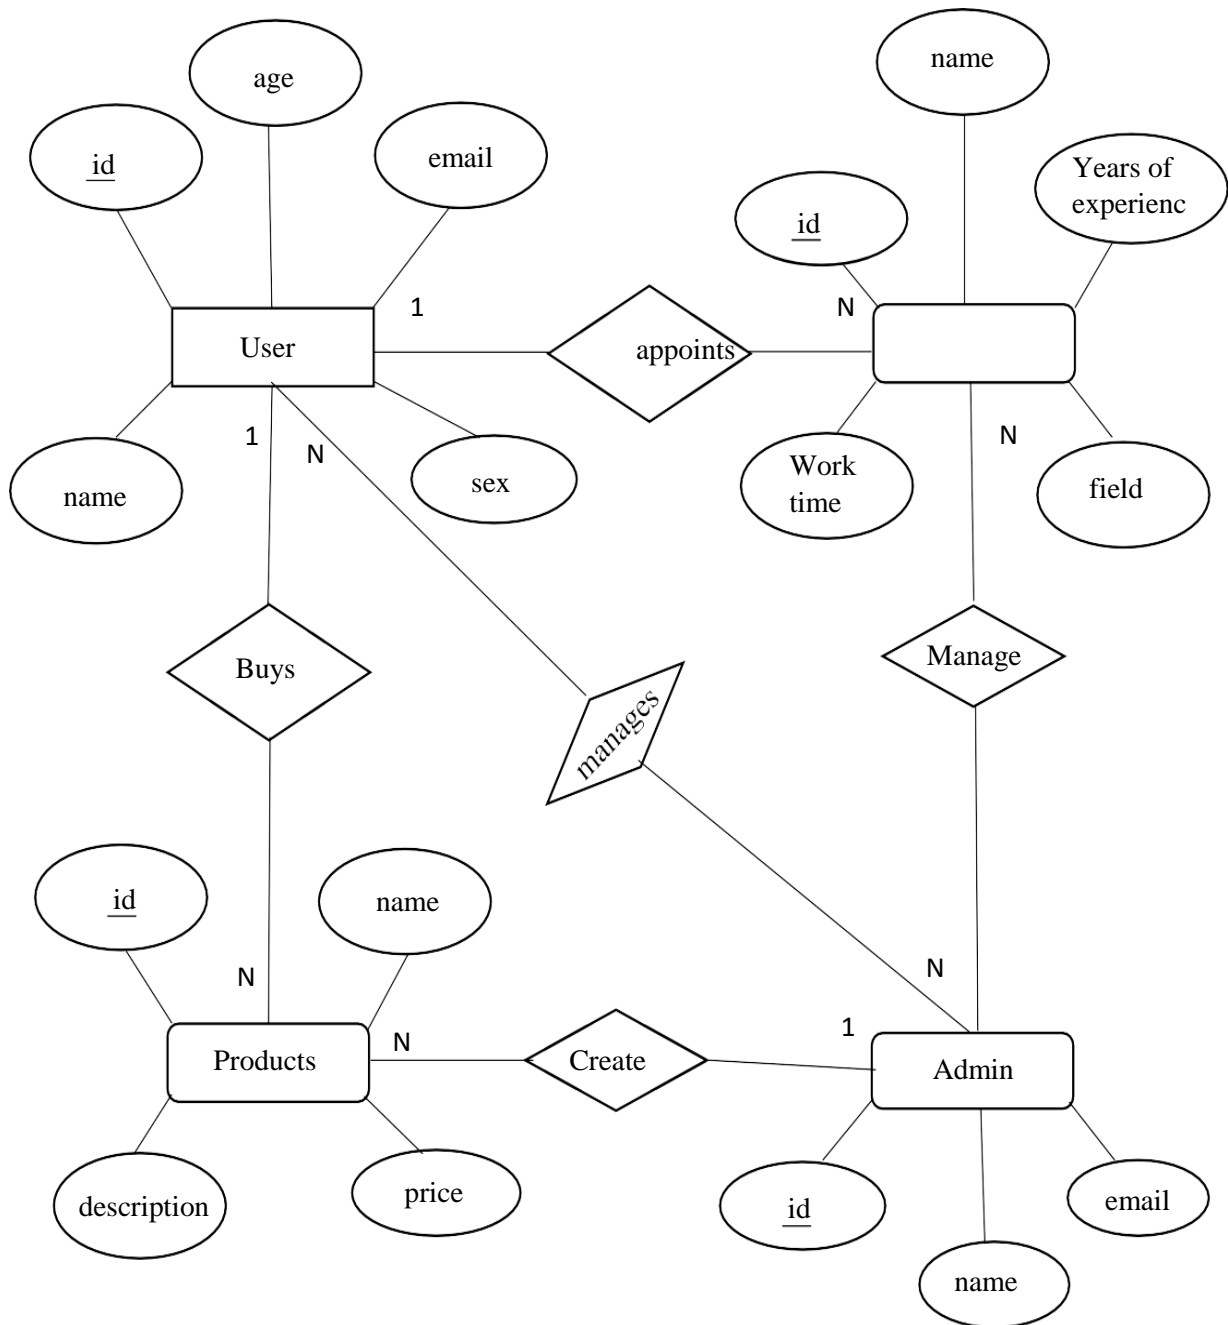 name
age
email
id
Years of
experienc
id
1
N
User
appoints
1
N
N
name
sex
Work
time
field
Buys
Manage
manages
id
name
N
N
1
N
Products
Create
Admin
description
price
id
email
name